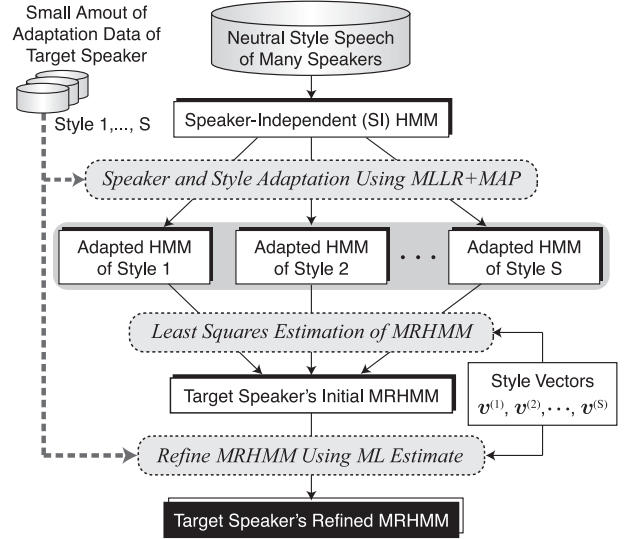 Small Amout of
Adaptation Data of
Target Speaker
Style 1,..., S
Neutral Style Speech
of Many Speakers
Speaker-Independent (SI) HMM
Speaker and Style Adaptation Using MLLR+MAP
Adapted HMM
of Style 1
Adapted HMM
of Style 2
· · ·
Adapted HMM
of Style S
Least Squares Estimation of MRHMM
Target Speaker's Initial MRHMM
Style Vectors
v(1), v(2),···, v(S)
Refine MRHMM Using ML Estimate
Target Speaker's Refined MRHMM